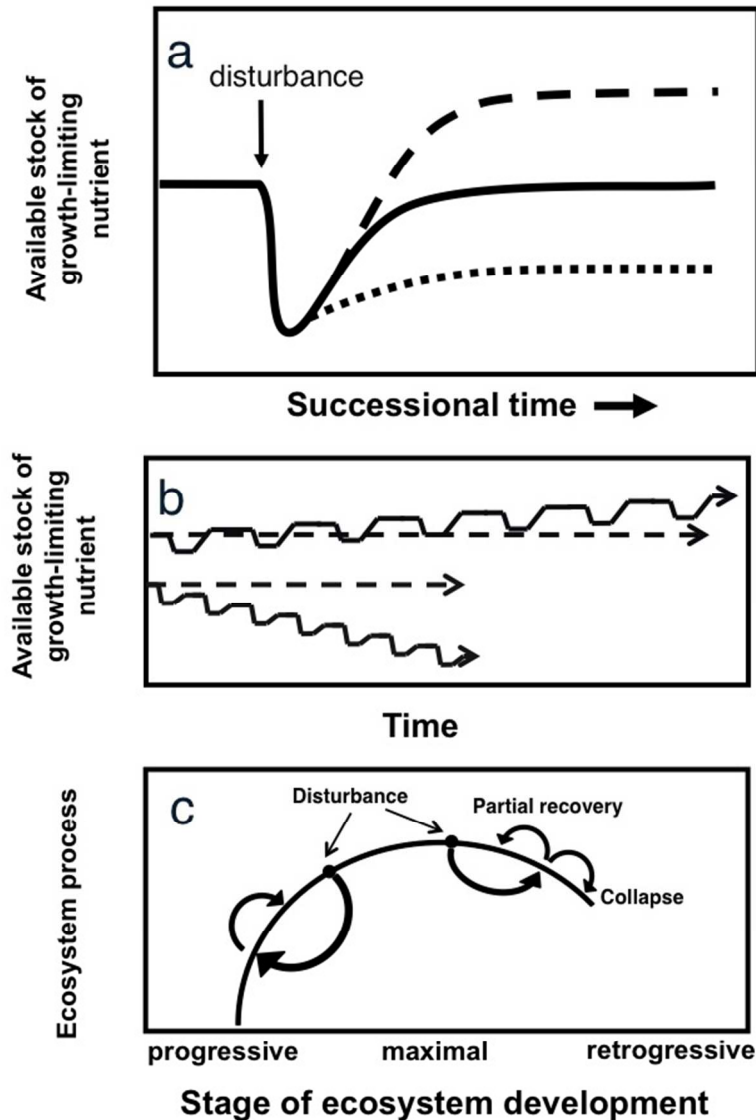 a
disturbance
Available stock of
growth-limiting
nutrient
Successional time
b
Available stock of
growth-limiting
nutrient
Time
c
Disturbance
Partial recovery
Collapse
Ecosystem process
progressive maximal retrogressive
Stage of ecosystem development